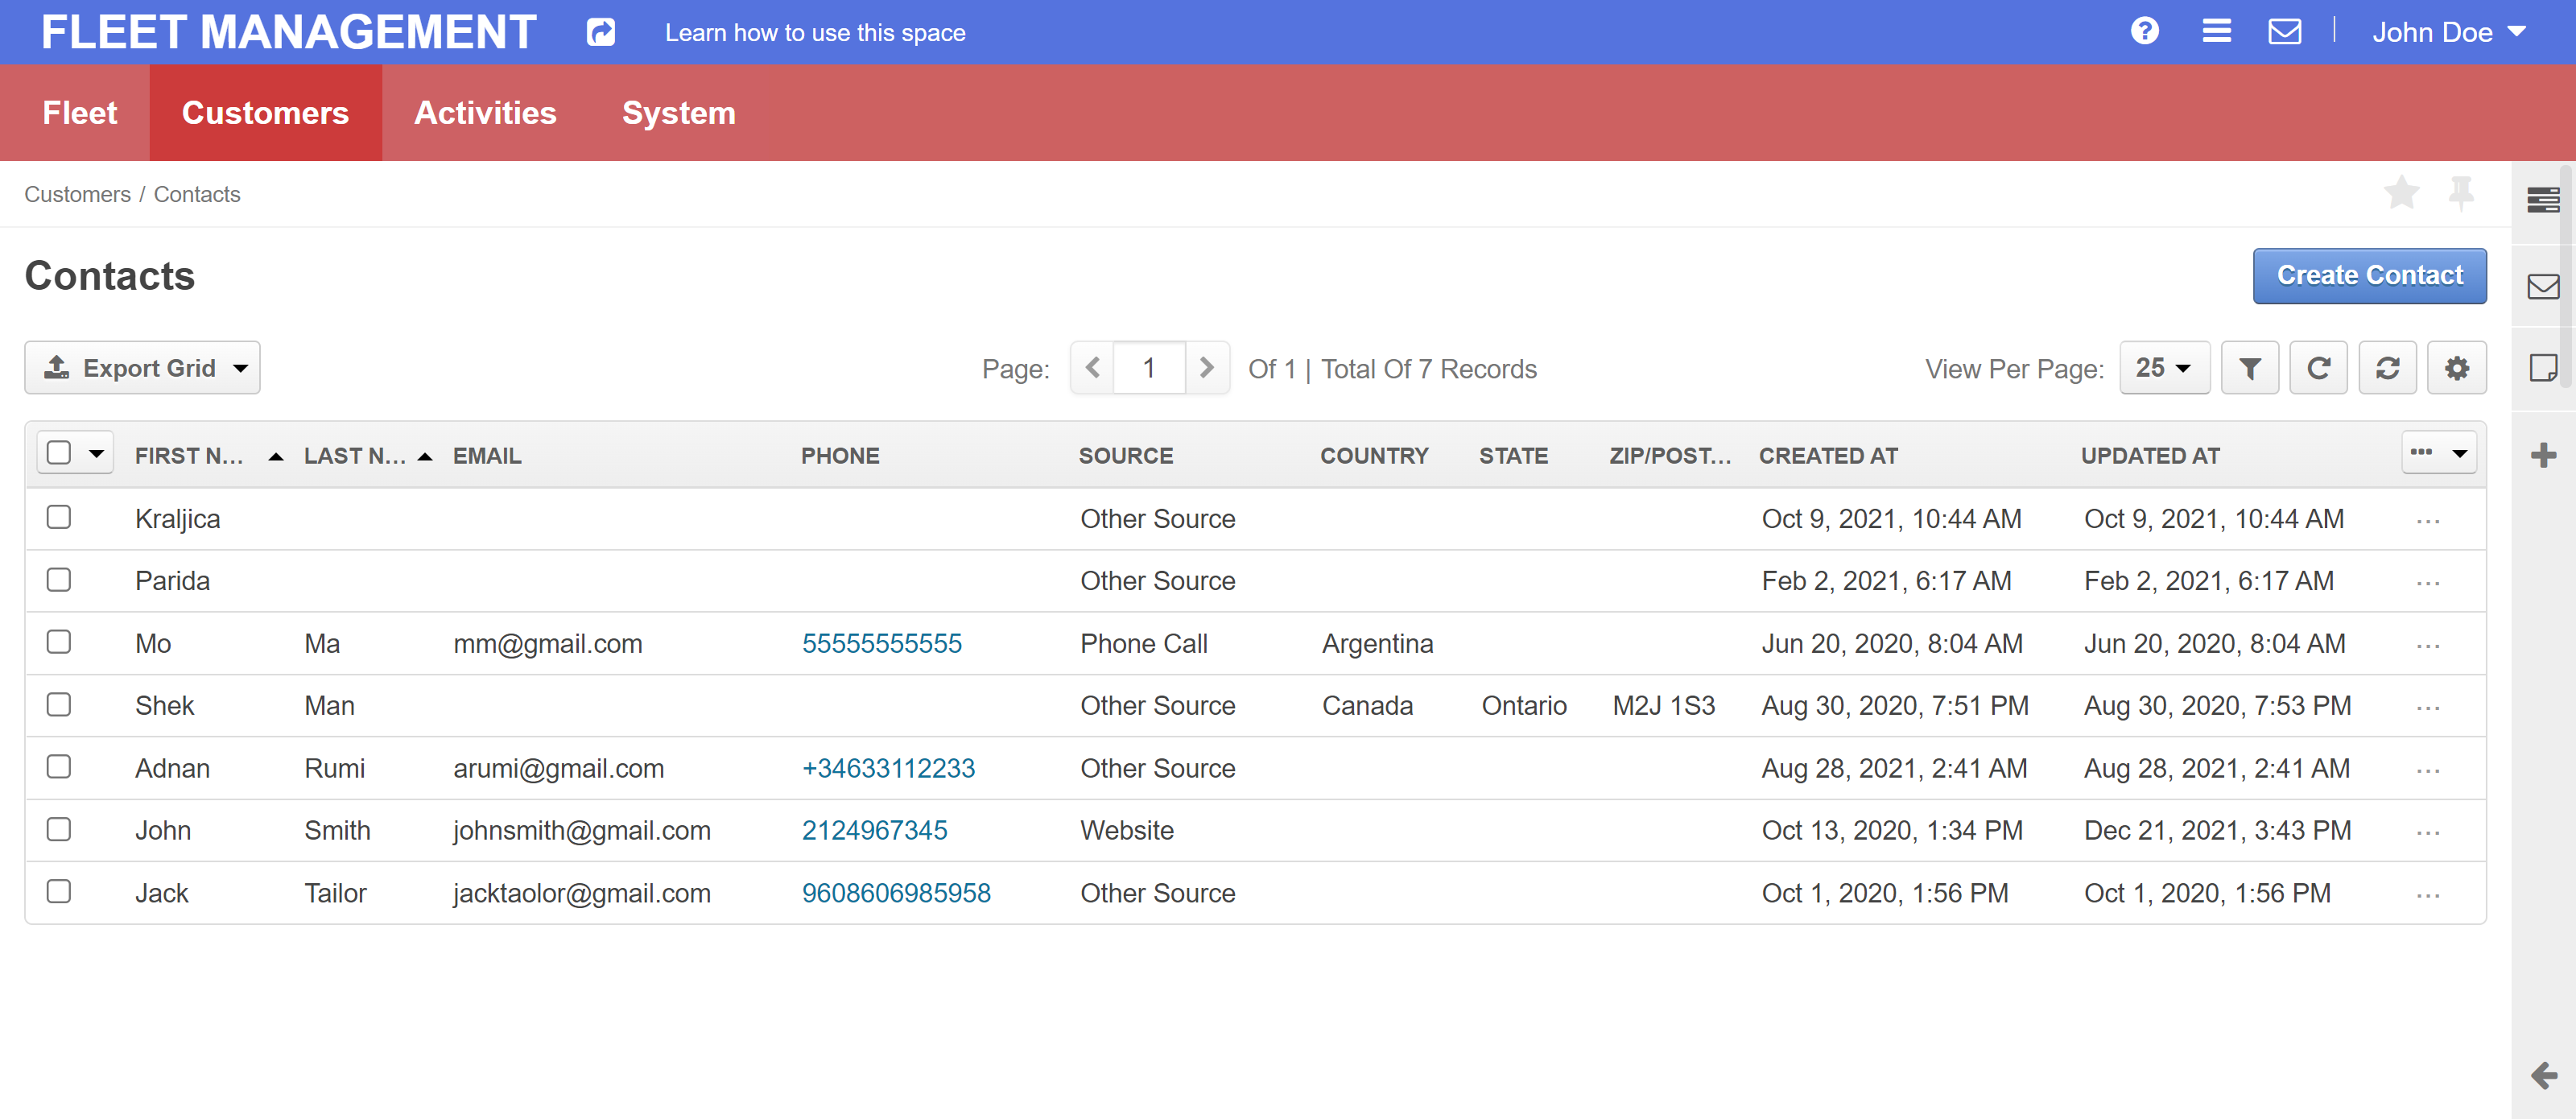 FLEET MANAGEMENT Learn how to use this space John Doe
Fleet Customers Activities System
Customers / Contacts
Contacts Create Contact
Export Grid Page: 1 Of 1 | Total Of 7 Records View Per Page: 25
FIRST N... LAST N... EMAIL PHONE SOURCE COUNTRY STATE ZIP/POST... CREATED AT UPDATED AT
Kraljica Other Source Oct 9, 2021, 10:44 AM Oct 9, 2021, 10:44 AM
Parida Other Source Feb 2, 2021, 6:17 AM Feb 2, 2021, 6:17 AM
Mo Ma mm@gmail.com 55555555555 Phone Call Argentina Jun 20, 2020, 8:04 AM Jun 20, 2020, 8:04 AM
Shek Man Other Source Canada Ontario M2J 1S3 Aug 30, 2020, 7:51 PM Aug 30, 2020, 7:53 PM
Adnan Rumi arumi@gmail.com +34633112233 Other Source Aug 28, 2021, 2:41 AM Aug 28, 2021, 2:41 AM
John Smith johnsmith@gmail.com 2124967345 Website Oct 13, 2020, 1:34 PM Dec 21, 2021, 3:43 PM
Jack Tailor jacktaolor@gmail.com 9608606985958 Other Source Oct 1, 2020, 1:56 PM Oct 1, 2020, 1:56 PM